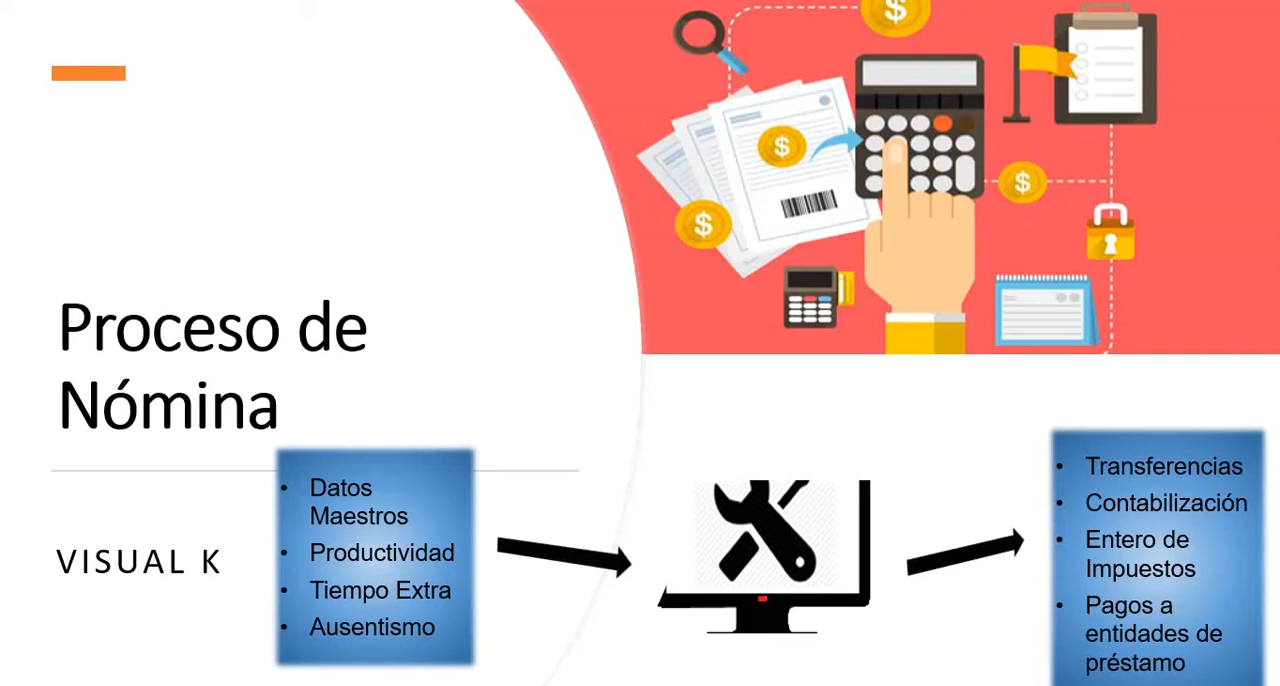 Proceso de
Nómina
VISUAL K
• Datos
Maestros
• Productividad
• Tiempo Extra
• Ausentismo
• Transferencias
• Contabilización
• Entero de
Impuestos
• Pagos a
entidades de
préstamo
$
$
$
$